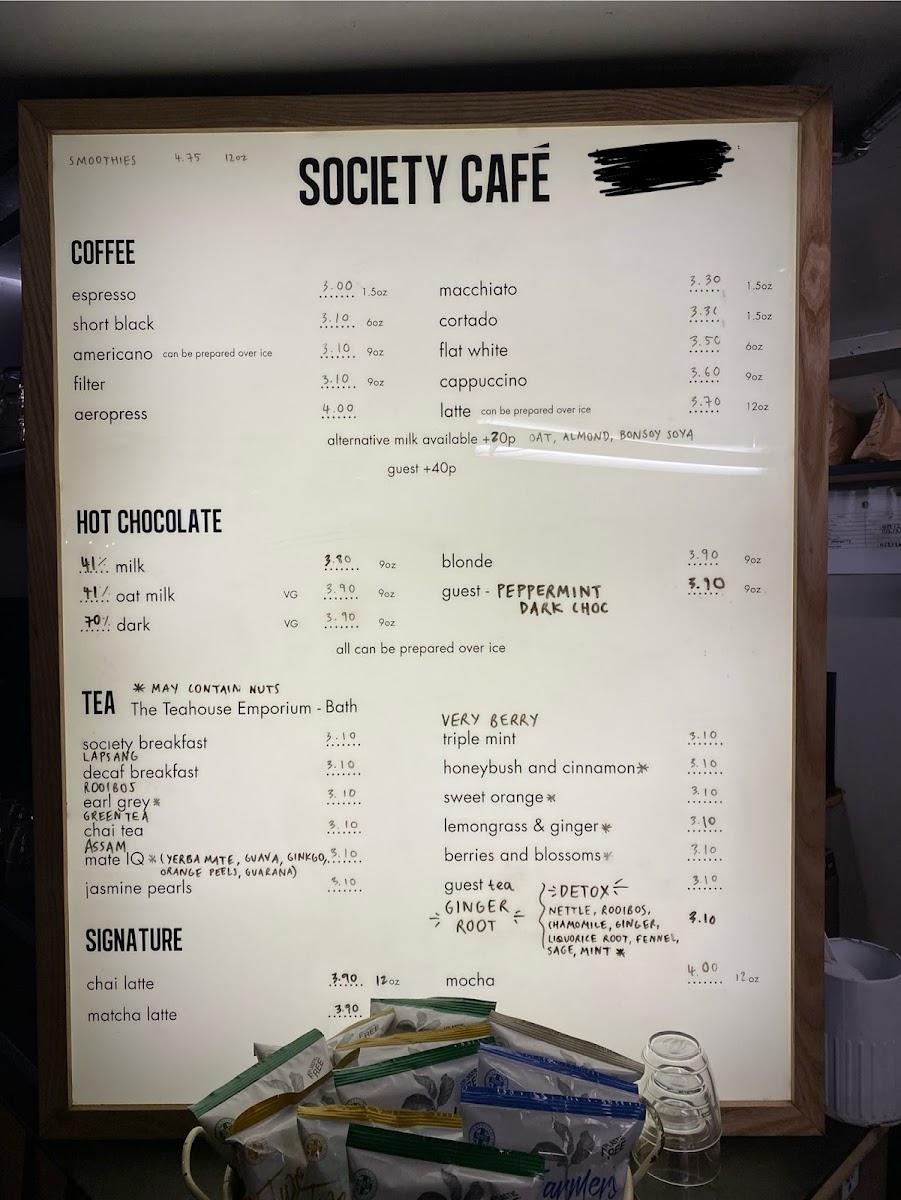 SMOOTHIES 4.75 12oz
SOCIETY CAFÉ
COFFEE
espresso 3.00 1.5oz
short black 3.10 6oz
americano can be prepared over ice 3.10 9oz
filter 3.10 9oz
aeropress 4.00
macchiato 3.30 1.5oz
cortado 3.30 1.5oz
flat white 3.50 6oz
cappuccino 3.60 9oz
latte can be prepared over ice 3.70 12oz
alternative milk available +20p OAT, ALMOND, BONSOY SOYA
guest +40p
HOT CHOCOLATE
41% milk 3.80 9oz
41% oat milk VG 3.90 9oz
70% dark VG 3.90 9oz
blonde 3.90 9oz
guest - PEPPERMINT 3.90 9oz
DARK CHOC
all can be prepared over ice
TEA * MAY CONTAIN NUTS
The Teahouse Emporium - Bath
society breakfast 3.10
LAPSANG
decaf breakfast 3.10
ROOIBOS
earl grey* 3.10
GREEN TEA
chai tea 3.10
ASSAM
mate IQ * (YERBA MATE, GUAVA, GINKGO, 3.10
ORANGE PEELS, GUARANA)
jasmine pearls 3.10
VERY BERRY
triple mint 3.10
honeybush and cinnamon* 3.10
sweet orange* 3.10
lemongrass & ginger* 3.10
berries and blossoms* 3.10
guest tea 3.10
GINGER
ROOT
DETOX
NETTLE, ROOIBOS, 3.10
CHAMOMILE, GINGER,
LIQUORICE ROOT, FENNEL,
SAGE, MINT *
SIGNATURE
chai latte 3.90 12oz
matcha latte 3.90
mocha 4.00 12oz
FREE
FREE
FREE